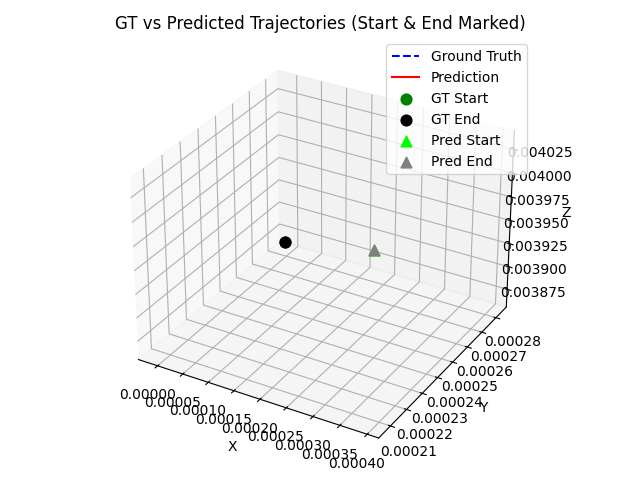 GT vs Predicted Trajectories (Start & End Marked)
Ground Truth
Prediction
GT Start
GT End
Pred Start
Pred End
0.004025
0.004000
0.003975
0.003950
0.003925
0.003900
0.003875
Z
0.00028
0.00027
0.00026
0.00025
0.00024
0.00023
0.00022
0.00021
Y
0.00000
0.00005
0.00010
0.00015
0.00020
0.00025
0.00030
0.00035
0.00040
X